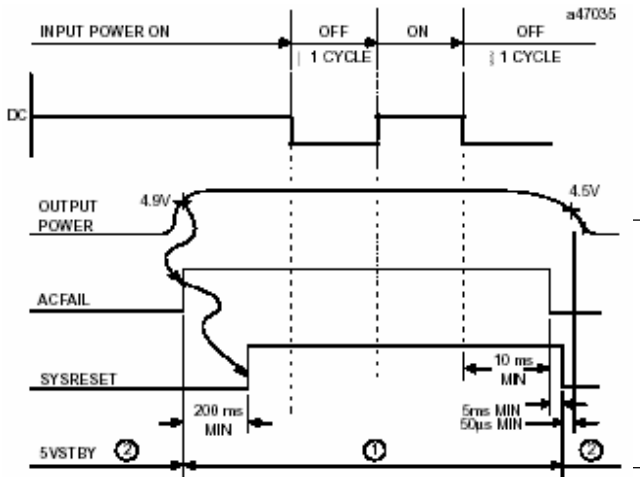 a47035
INPUT POWER ON
OFF
ON
OFF
1 CYCLE
1 CYCLE
DC
4.9V
4.5V
OUTPUT
POWER
ACFAIL
10 ms
MIN
SYSRESET
200 ms
MIN
5ms MIN
50µs MIN
5VSTBY
②
①
②